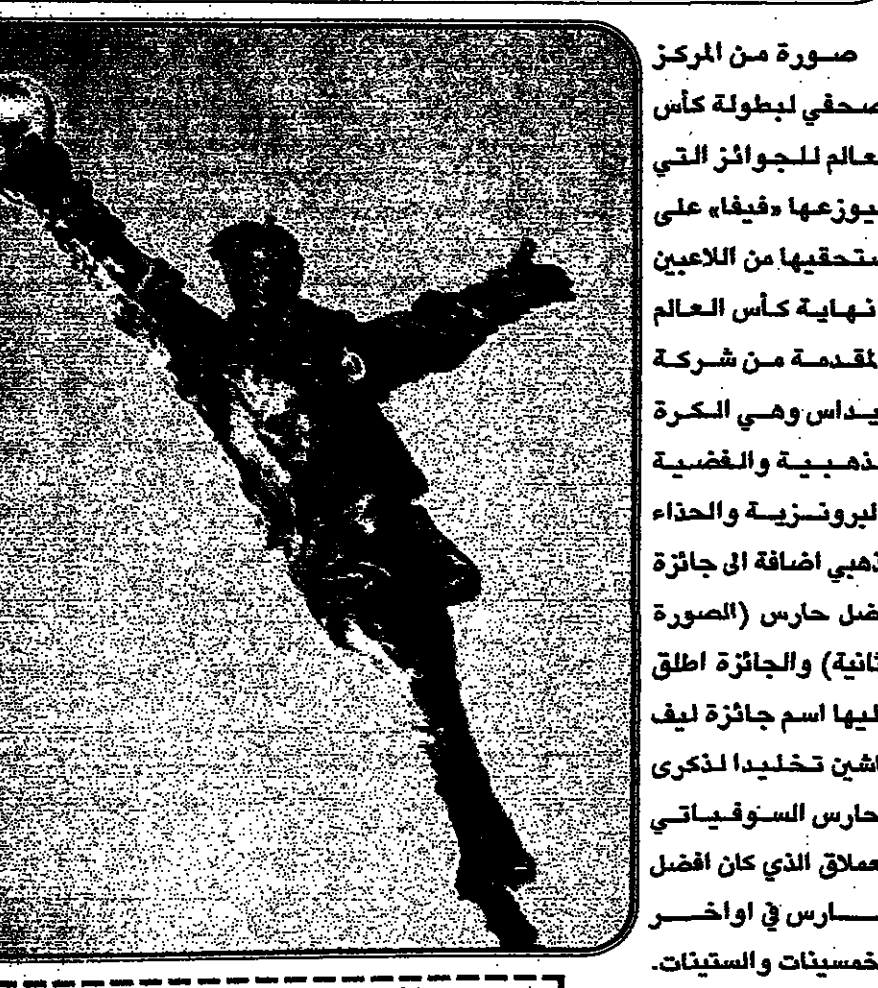 صورة من المركز
صحفي لبطولة كأس
عالم للجوائز التي
يوزعها «فيفا» على
ستحقيها من اللاعبين
نهاية كأس العالم
لمقدمة من شركة
يداس وهي الكرة
ذهبية والفضية
لبرونزية والحذاء
ذهبي اضافة الى جائزة
ضل حارس (الصورة
ثانية) والجائزة اطلق
ليها اسم جائزة ليف
اشين تخليدا لذكرى
حارس السوفياتي
عملاق الذي كان افضل
ـارس في اواخر
خمسينات والستينات.